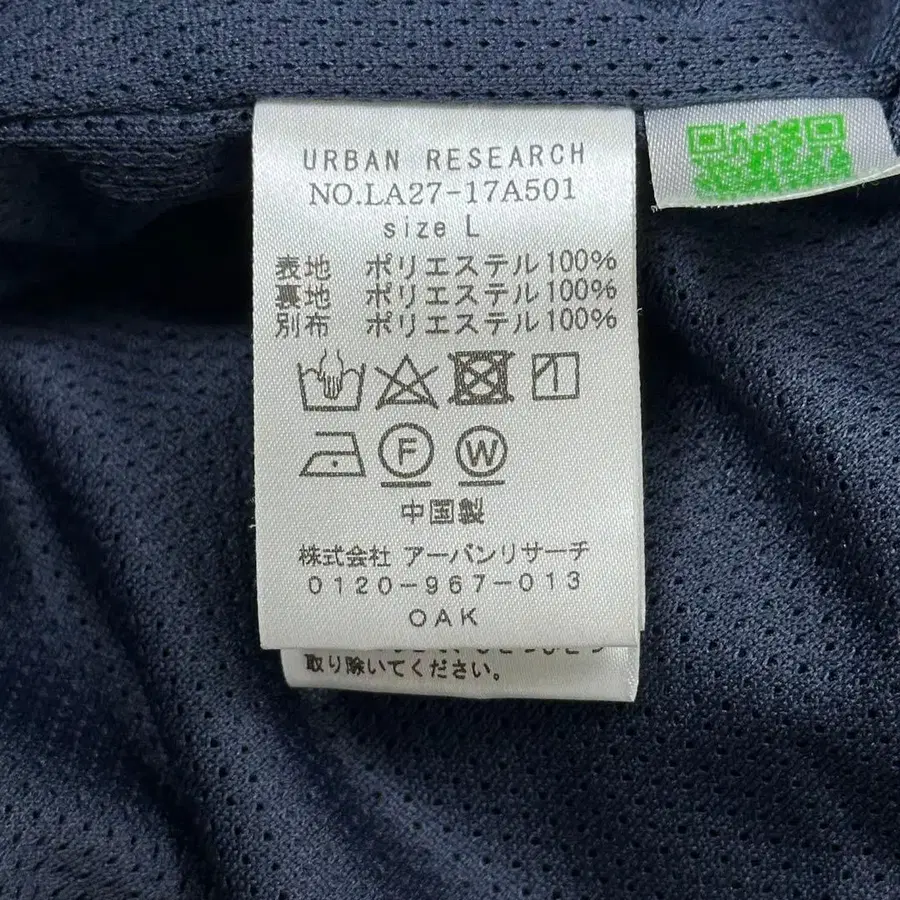 URBAN RESEARCH
NO.LA27-17A501
size L
表地 ポリエステル100%
裏地 ポリエステル100%
別布 ポリエステル100%
F W
中国製
株式会社 アーバンリサーチ
0120-967-013
OAK
取り除いてください。